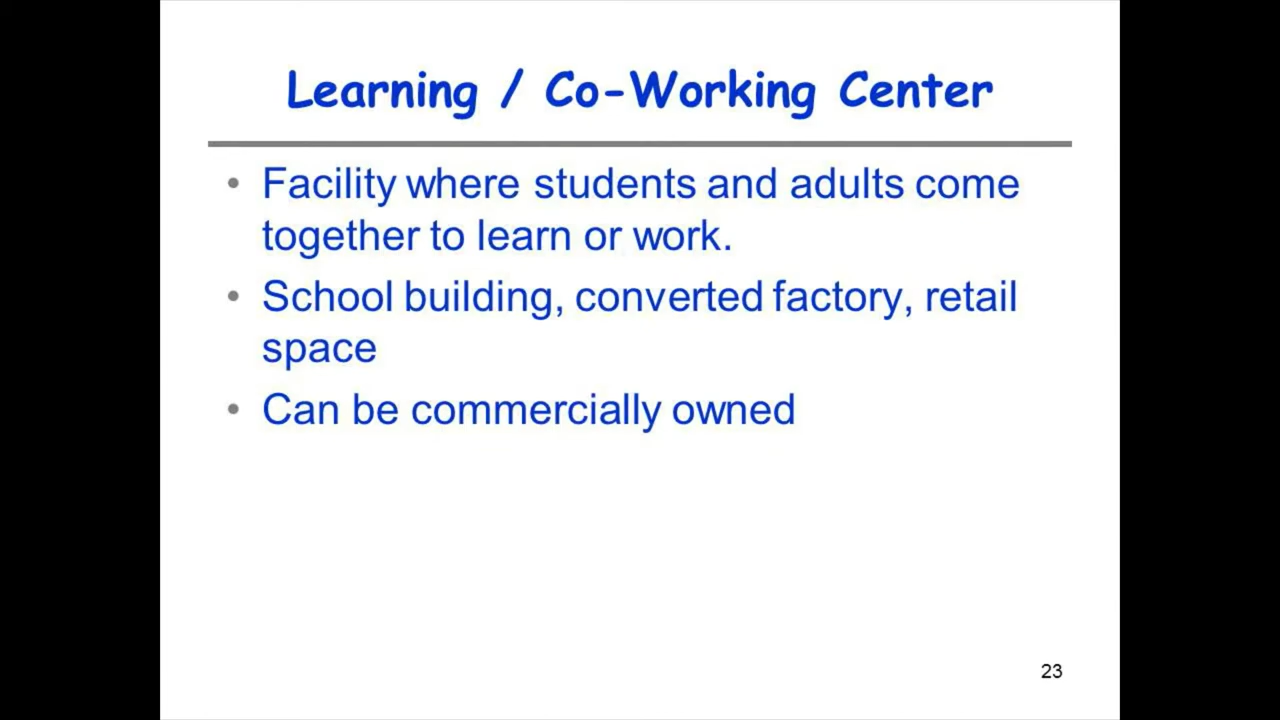 Learning / Co-Working Center
• Facility where students and adults come
together to learn or work.
• School building, converted factory, retail
space
• Can be commercially owned
23